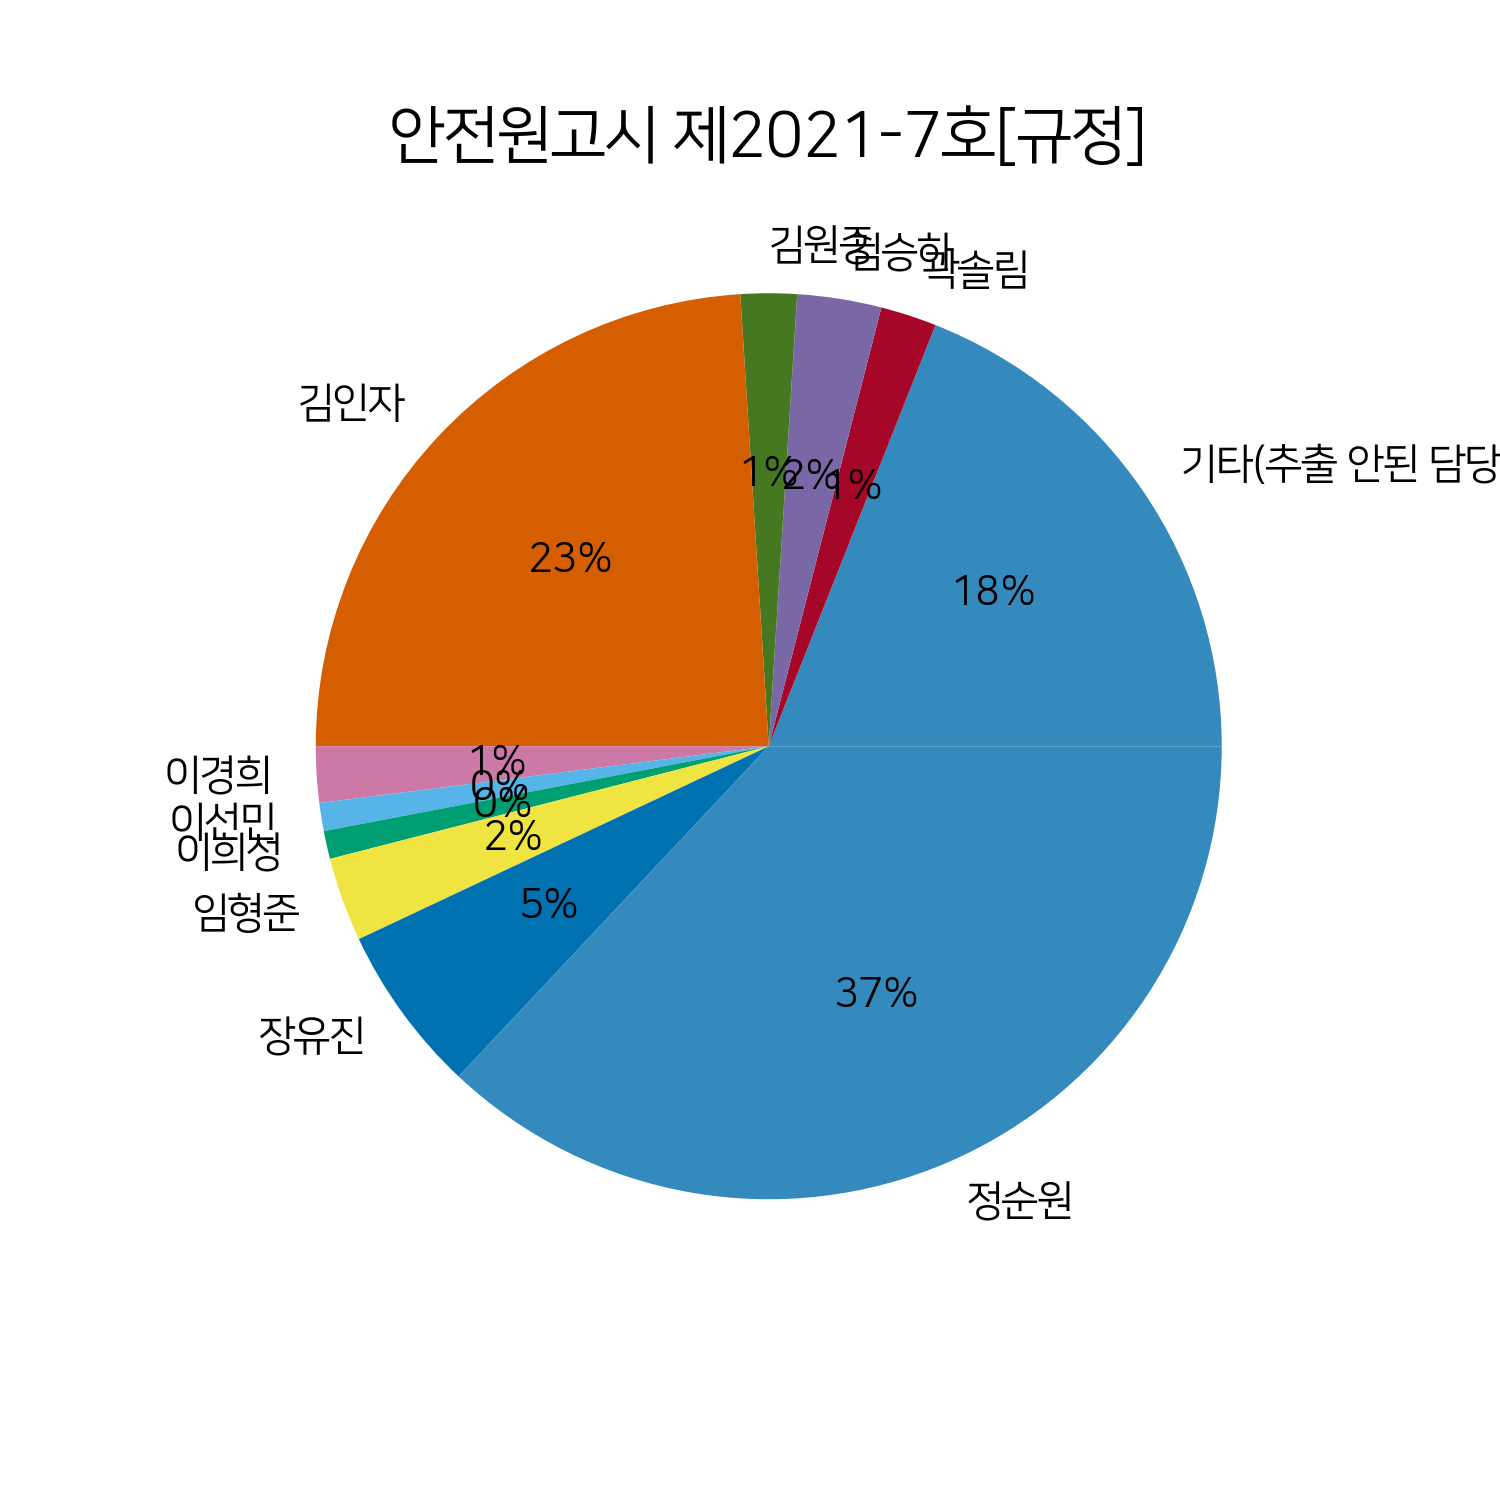 안전원고시 제2021-7호[규정]
김원중
김승하
곽솔림
김인자
기타(추출 안된 담당
1%
2%
1%
23%
18%
이경희
1%
이선민
0%
이희정
0%
임형준
2%
장유진
5%
37%
정순원